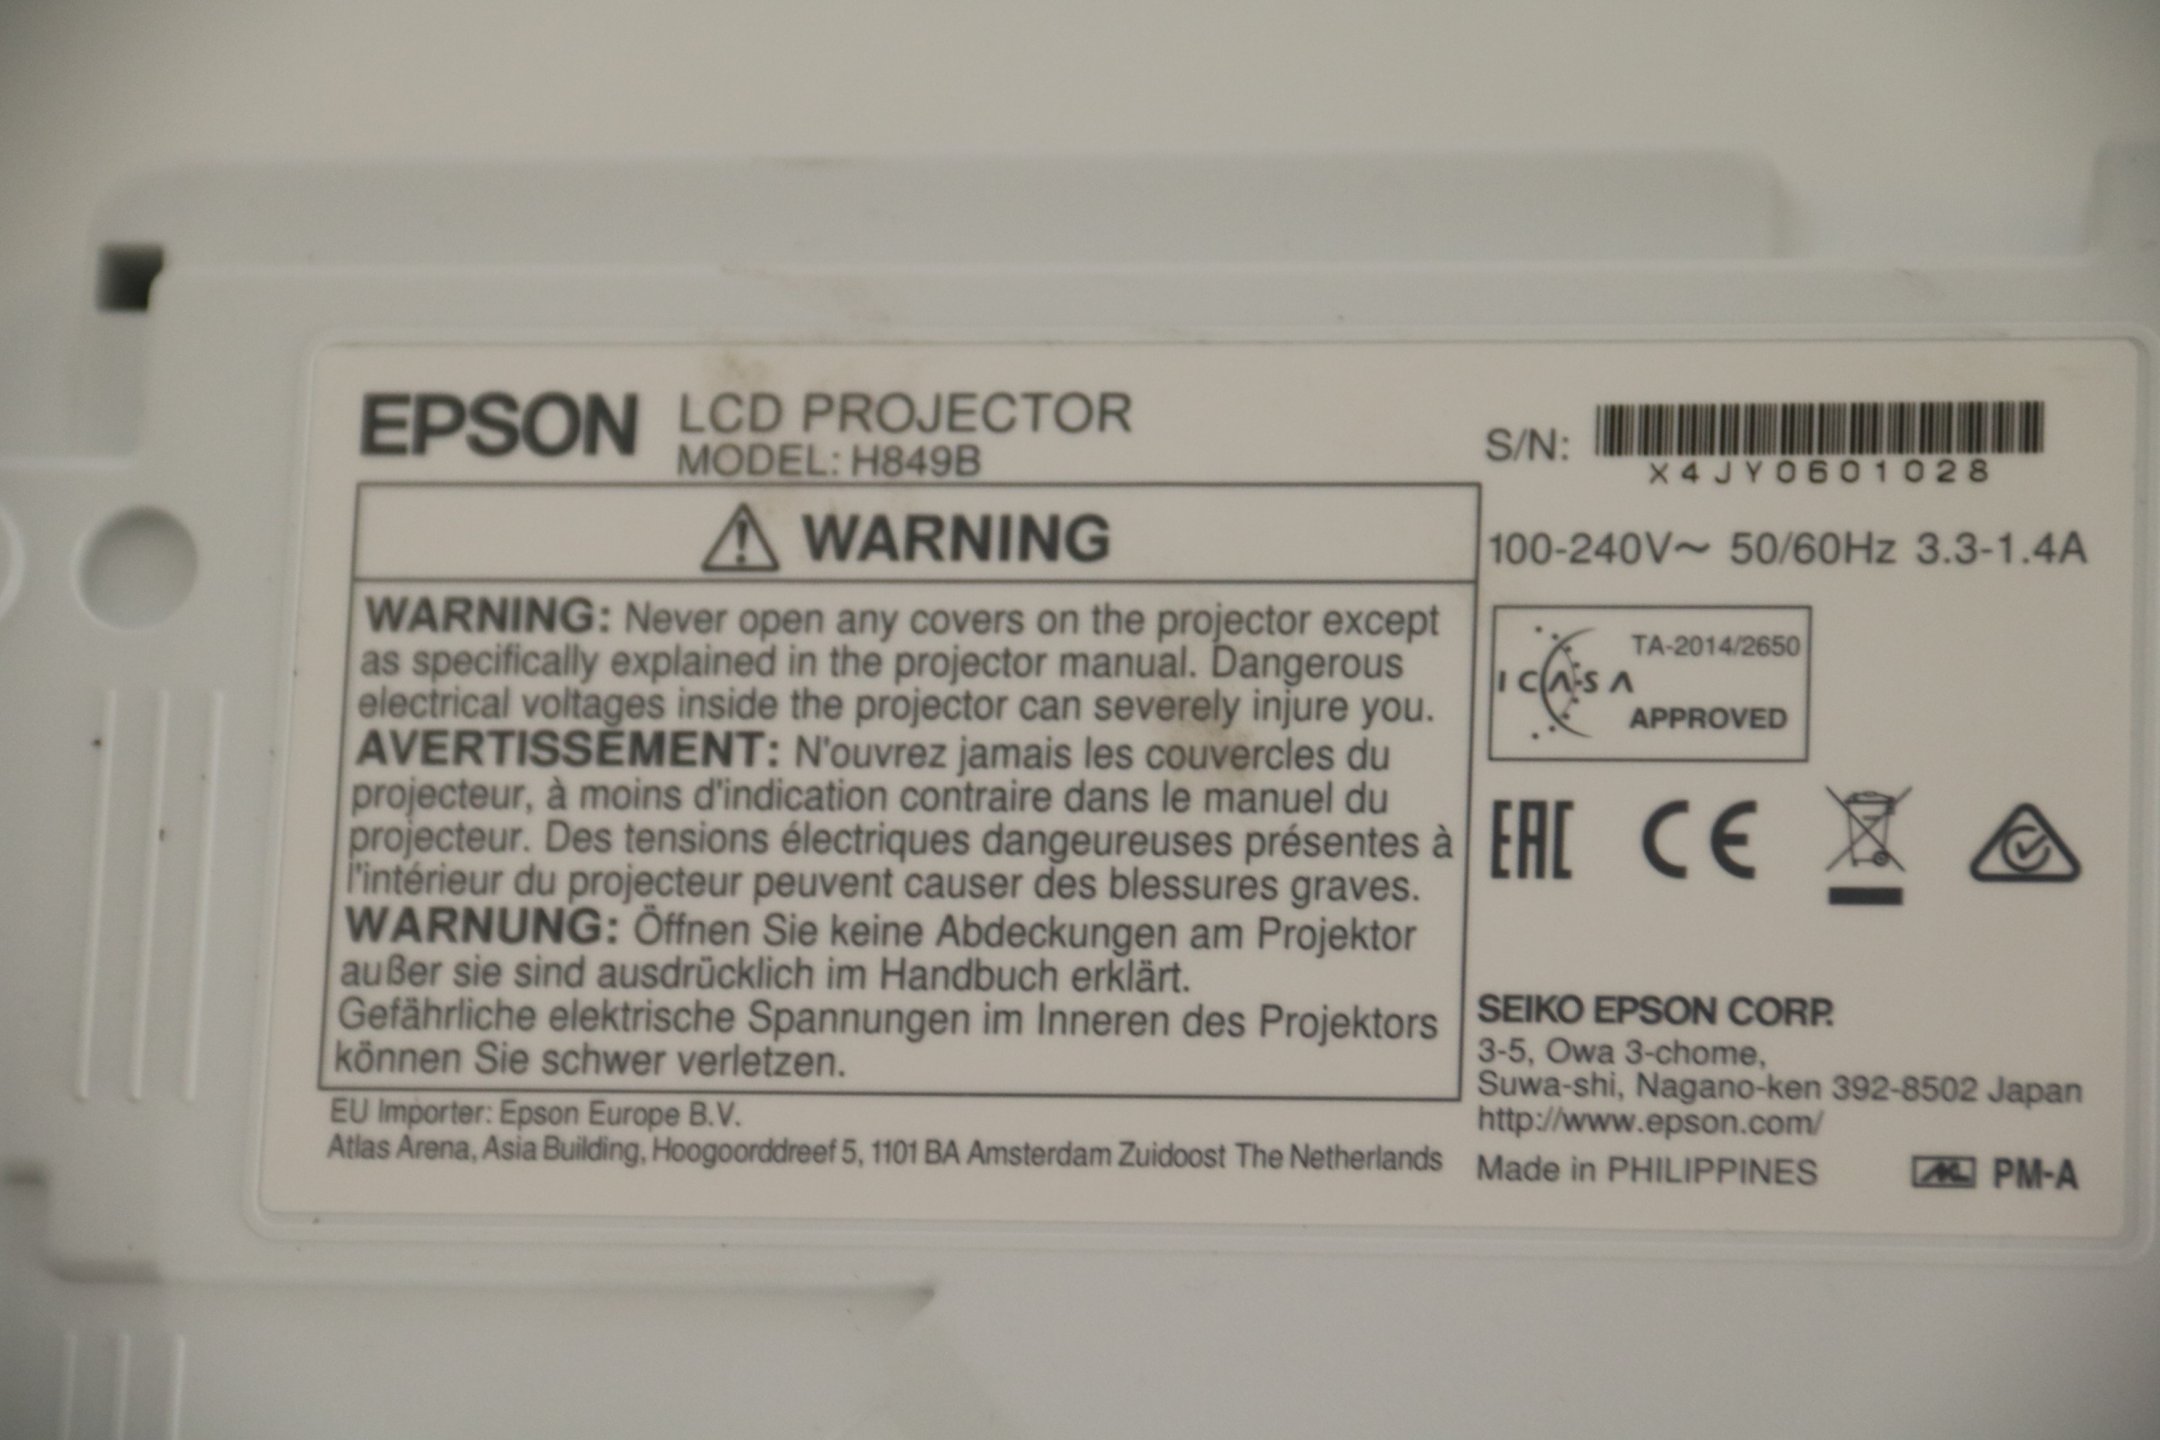 EPSON LCD PROJECTOR
MODEL: H849B
WARNING
WARNING: Never open any covers on the projector except
as specifically explained in the projector manual. Dangerous
electrical voltages inside the projector can severely injure you.
AVERTISSEMENT: N'ouvrez jamais les couvercles du
projecteur, à moins d'indication contraire dans le manuel du
projecteur. Des tensions électriques dangeureuses présentes à
l'intérieur du projecteur peuvent causer des blessures graves.
WARNUNG: Öffnen Sie keine Abdeckungen am Projektor
außer sie sind ausdrücklich im Handbuch erklärt.
Gefährliche elektrische Spannungen im Inneren des Projektors
können Sie schwer verletzen.
EU Importer: Epson Europe B.V.
Atlas Arena, Asia Building, Hoogoorddreef 5, 1101 BA Amsterdam Zuidoost The Netherlands
S/N:
X4JY0601028
100-240V~ 50/60Hz 3.3-1.4A
ICASA
TA-2014/2650
APPROVED
EAC CE
SEIKO EPSON CORP.
3-5, Owa 3-chome,
Suwa-shi, Nagano-ken 392-8502 Japan
http://www.epson.com/
Made in PHILIPPINES
PM-A